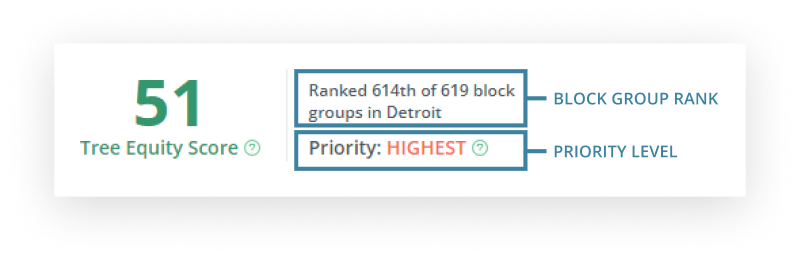 51
Tree Equity Score ?
Ranked 614th of 619 block
groups in Detroit
BLOCK GROUP RANK
Priority: HIGHEST ?
PRIORITY LEVEL